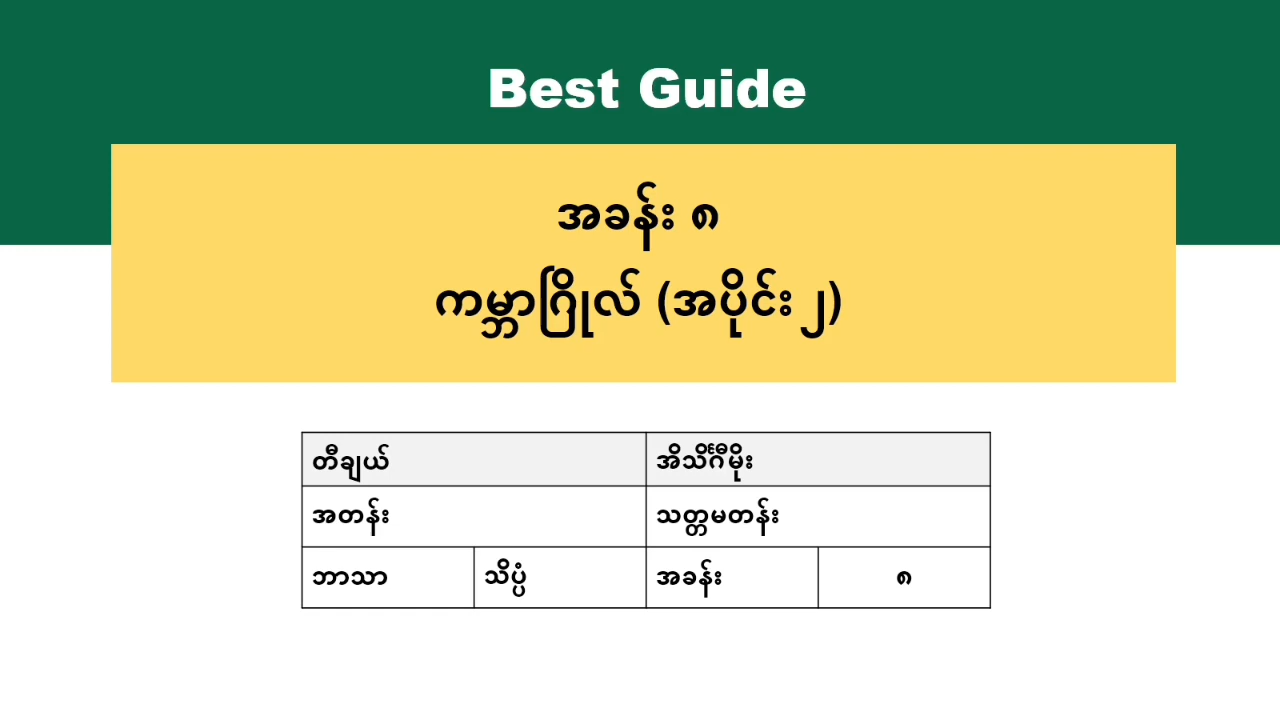 Best Guide
အခန်း ၈
ကမ္ဘာဂြိုလ် (အပိုင်း၂)
တီချယ် အိသိင်္ဂီမိုး
အတန်း သတ္တမတန်း
ဘာသာ သိပ္ပံ အခန်း ၈